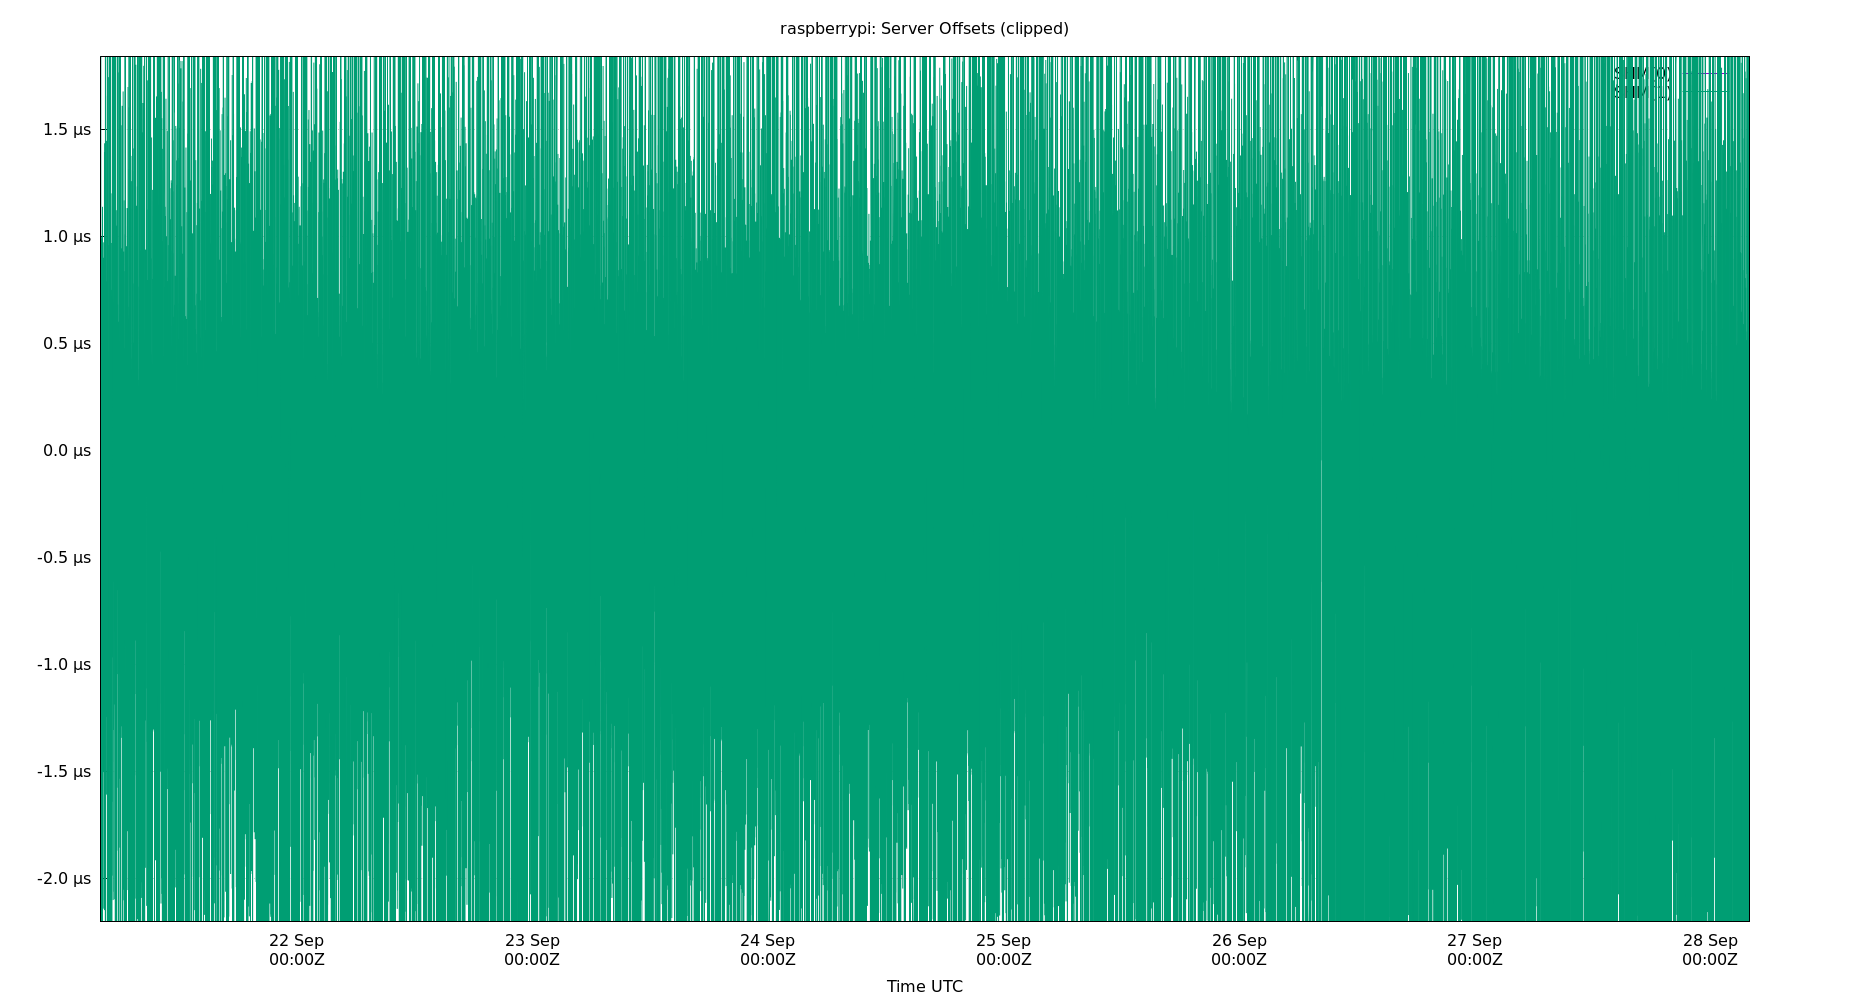 raspberrypi: Server Offsets (clipped)
1.5 µs
1.0 µs
0.5 µs
0.0 µs
-0.5 µs
-1.0 µs
-1.5 µs
-2.0 µs
22 Sep 23 Sep 24 Sep 25 Sep 26 Sep 27 Sep 28 Sep
00:00Z 00:00Z 00:00Z 00:00Z 00:00Z 00:00Z 00:00Z
Time UTC